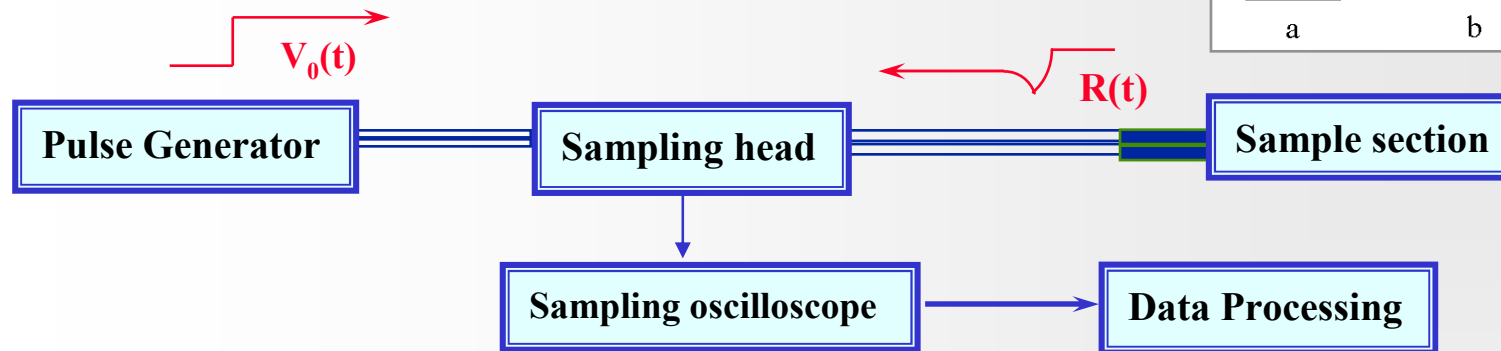 a b
V₀(t)
R(t)
Pulse Generator
Sampling head
Sample section
Sampling oscilloscope
Data Processing